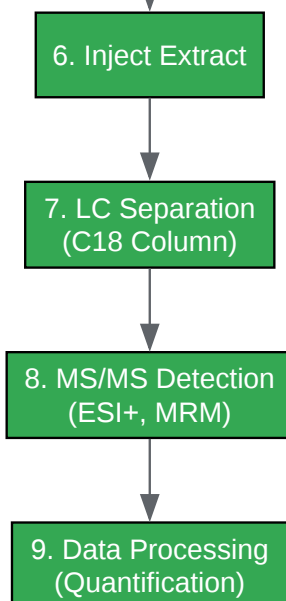 6. Inject Extract
7. LC Separation
(C18 Column)
8. MS/MS Detection
(ESI+, MRM)
9. Data Processing
(Quantification)